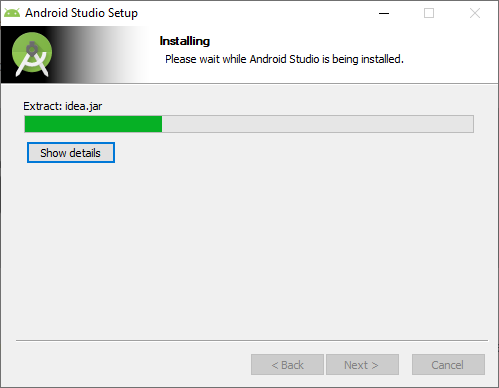 Android Studio Setup
Installing
Please wait while Android Studio is being installed.
Extract: idea.jar
Show details
< Back
Next >
Cancel